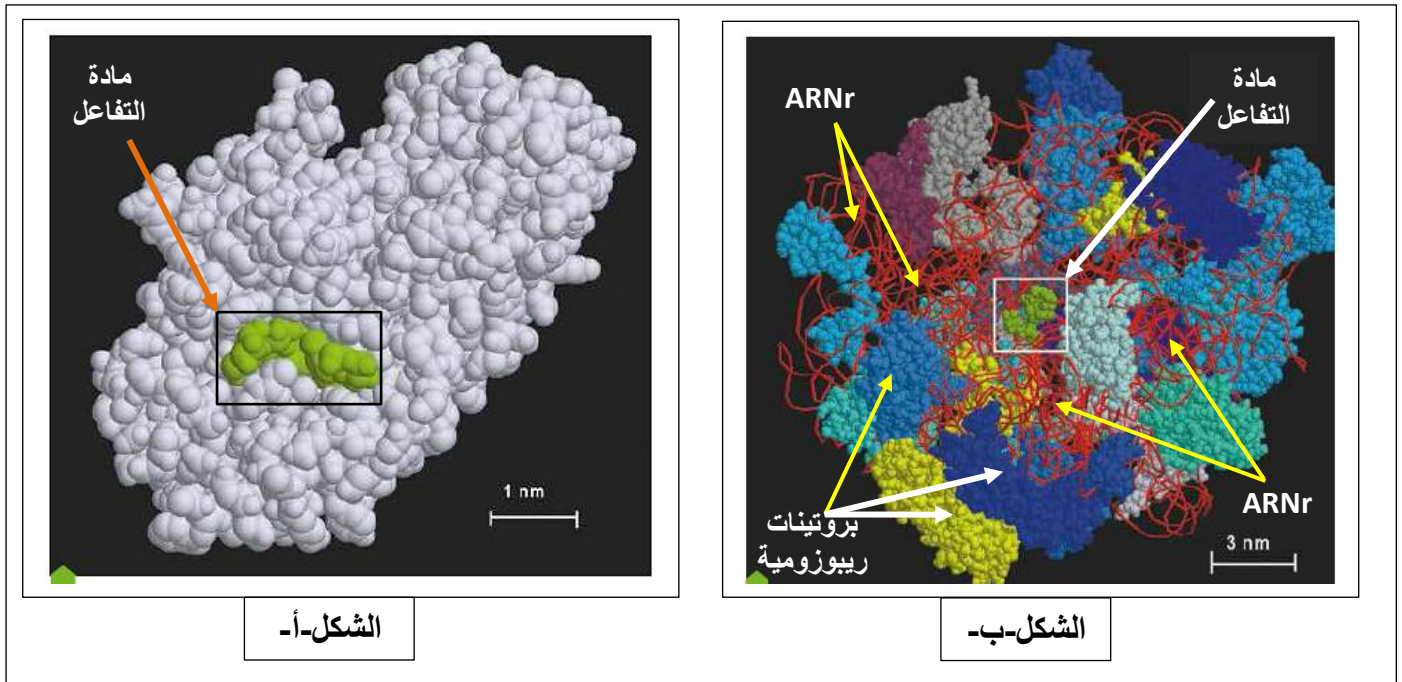 مادة
التفاعل
1 nm
الشكل-أ-
ARNr
مادة
التفاعل
بروتينات
ريبوزومية
ARNr
3 nm
الشكل-ب-